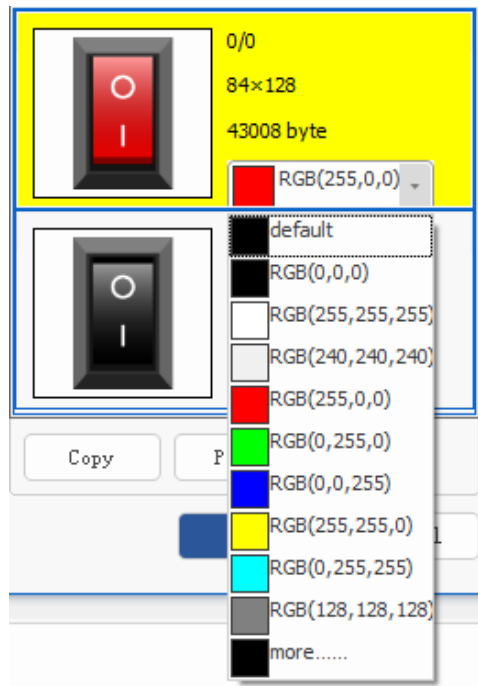 0/0
84×128
43008 byte
RGB(255,0,0)
default
RGB(0,0,0)
RGB(255,255,255)
RGB(240,240,240)
RGB(255,0,0)
RGB(0,255,0)
Copy
P
RGB(0,0,255)
RGB(255,255,0)
l
RGB(0,255,255)
RGB(128,128,128)
more......